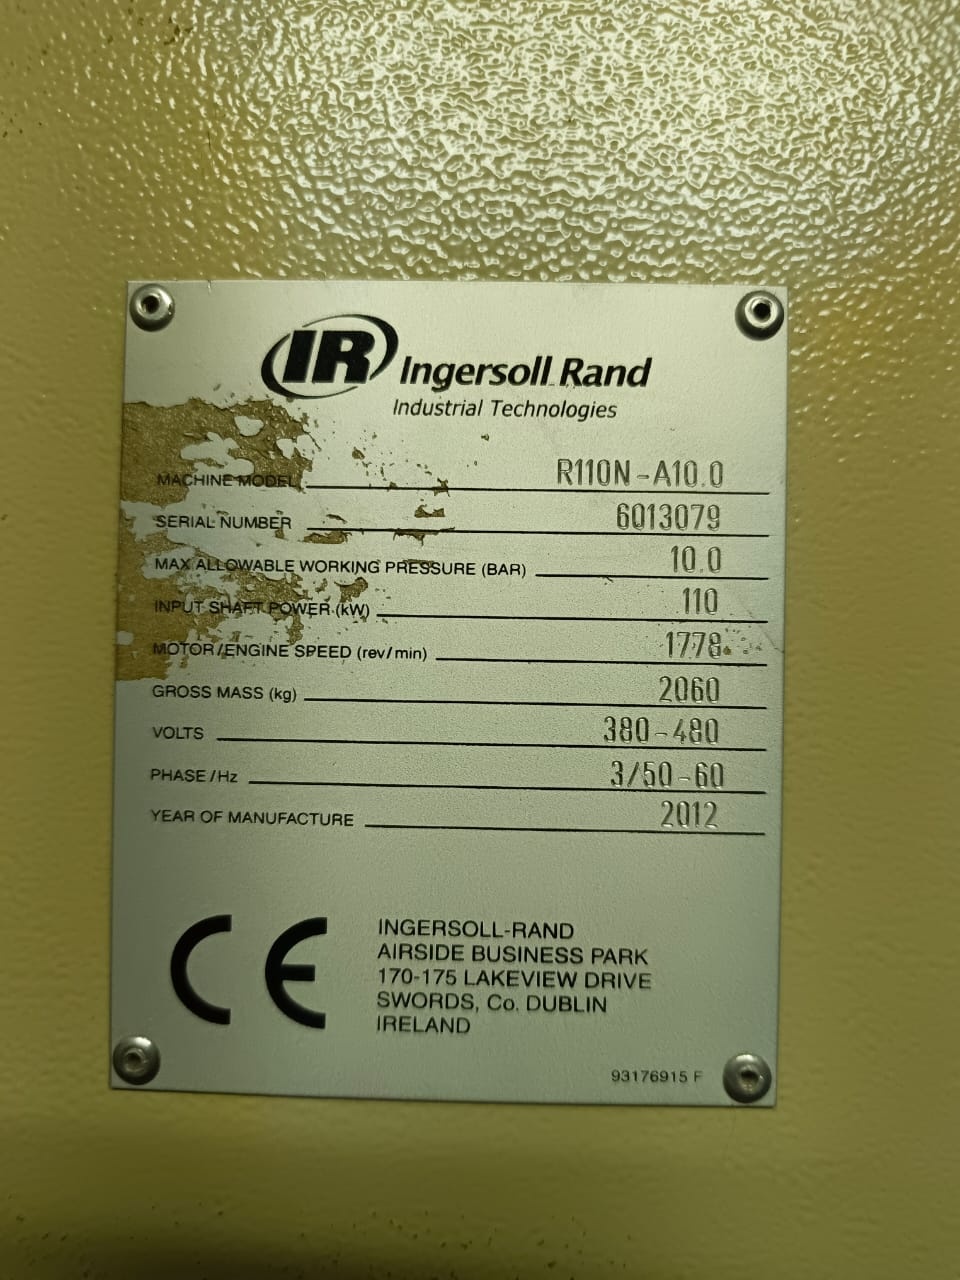 IR Ingersoll Rand
Industrial Technologies
MACHINE MODEL R110N-A10.0
SERIAL NUMBER 6013079
MAX ALLOWABLE WORKING PRESSURE (BAR) 10.0
INPUT SHAFT POWER (kW) 110
MOTOR/ENGINE SPEED (rev/min) 1778
GROSS MASS (kg) 2060
VOLTS 380-480
PHASE/Hz 3/50-60
YEAR OF MANUFACTURE 2012
CE
INGERSOLL-RAND
AIRSIDE BUSINESS PARK
170-175 LAKEVIEW DRIVE
SWORDS, Co. DUBLIN
IRELAND
93176915 F